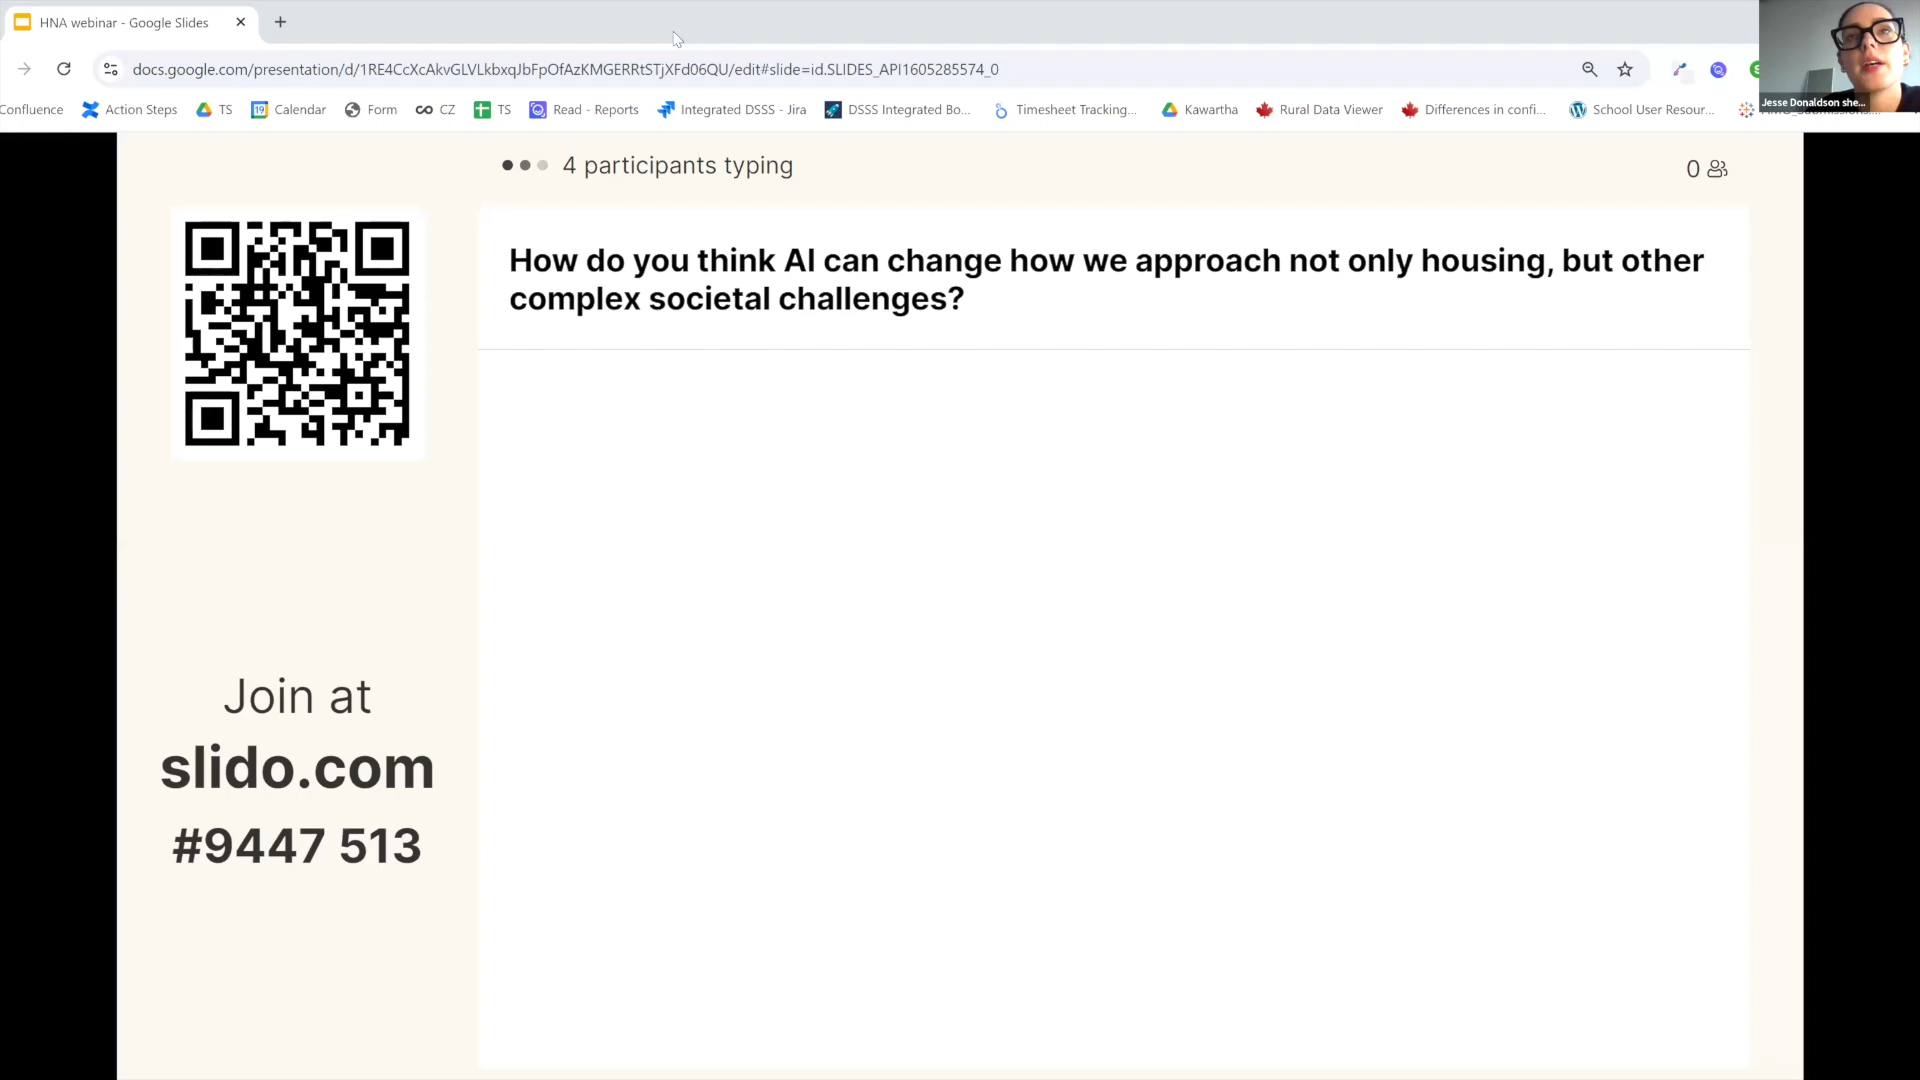 HNA webinar - Google Slides
docs.google.com/presentation/d/1RE4CcXcAkvGLVLkbxqJbFpOfAzKMGERRtSTjXFd06QU/edit#slide=id.SLIDES_API1605285574_0
Confluence Action Steps TS 19 Calendar Form CZ TS Read - Reports Integrated DSSS - Jira DSSS Integrated Bo... Timesheet Tracking... Kawartha Rural Data Viewer Differences in confi... School User Resour...
Jesse Donaldson she...
4 participants typing
0
How do you think AI can change how we approach not only housing, but other
complex societal challenges?
Join at
slido.com
#9447 513